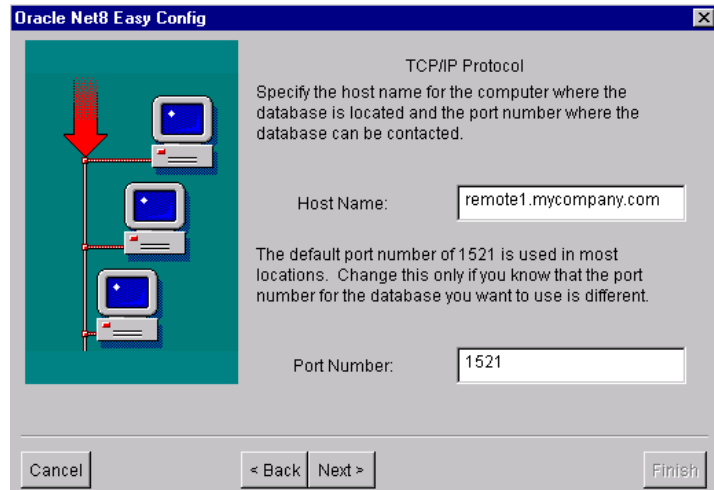 Oracle Net8 Easy Config
TCP/IP Protocol
Specify the host name for the computer where the
database is located and the port number where the
database can be contacted.
Host Name: remote1.mycompany.com
The default port number of 1521 is used in most
locations. Change this only if you know that the port
number for the database you want to use is different.
Port Number: 1521
Cancel < Back Next > Finish